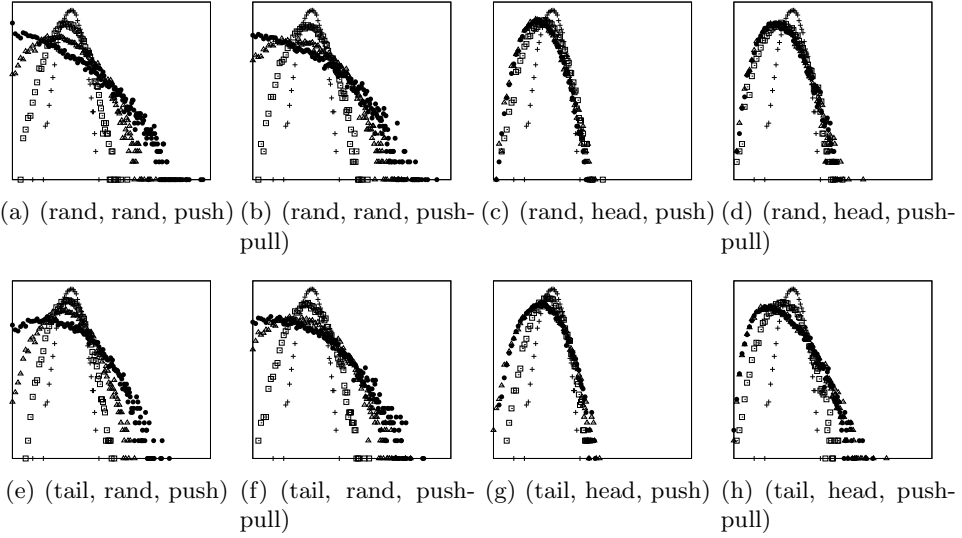 (a) (rand, rand, push) (b) (rand, rand, push- (c) (rand, head, push) (d) (rand, head, push-
pull) pull)
(e) (tail, rand, push) (f) (tail, rand, push- (g) (tail, head, push) (h) (tail, head, push-
pull) pull)